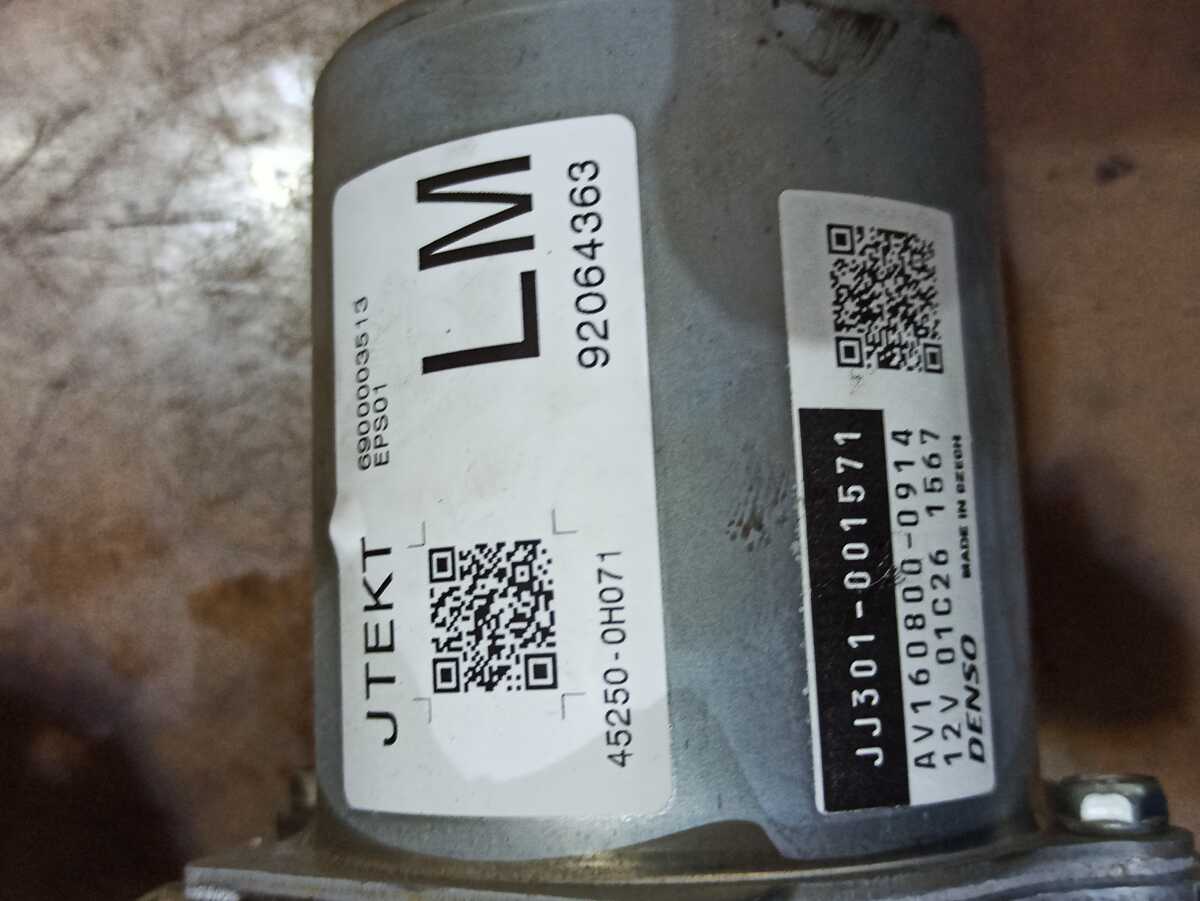 JTEKT
6900003513
EPS01
LM
45250-0H071
92064363
JJ301-001571
AV160800-0914
12V 01C26 1567
DENSO MADE IN CZECH